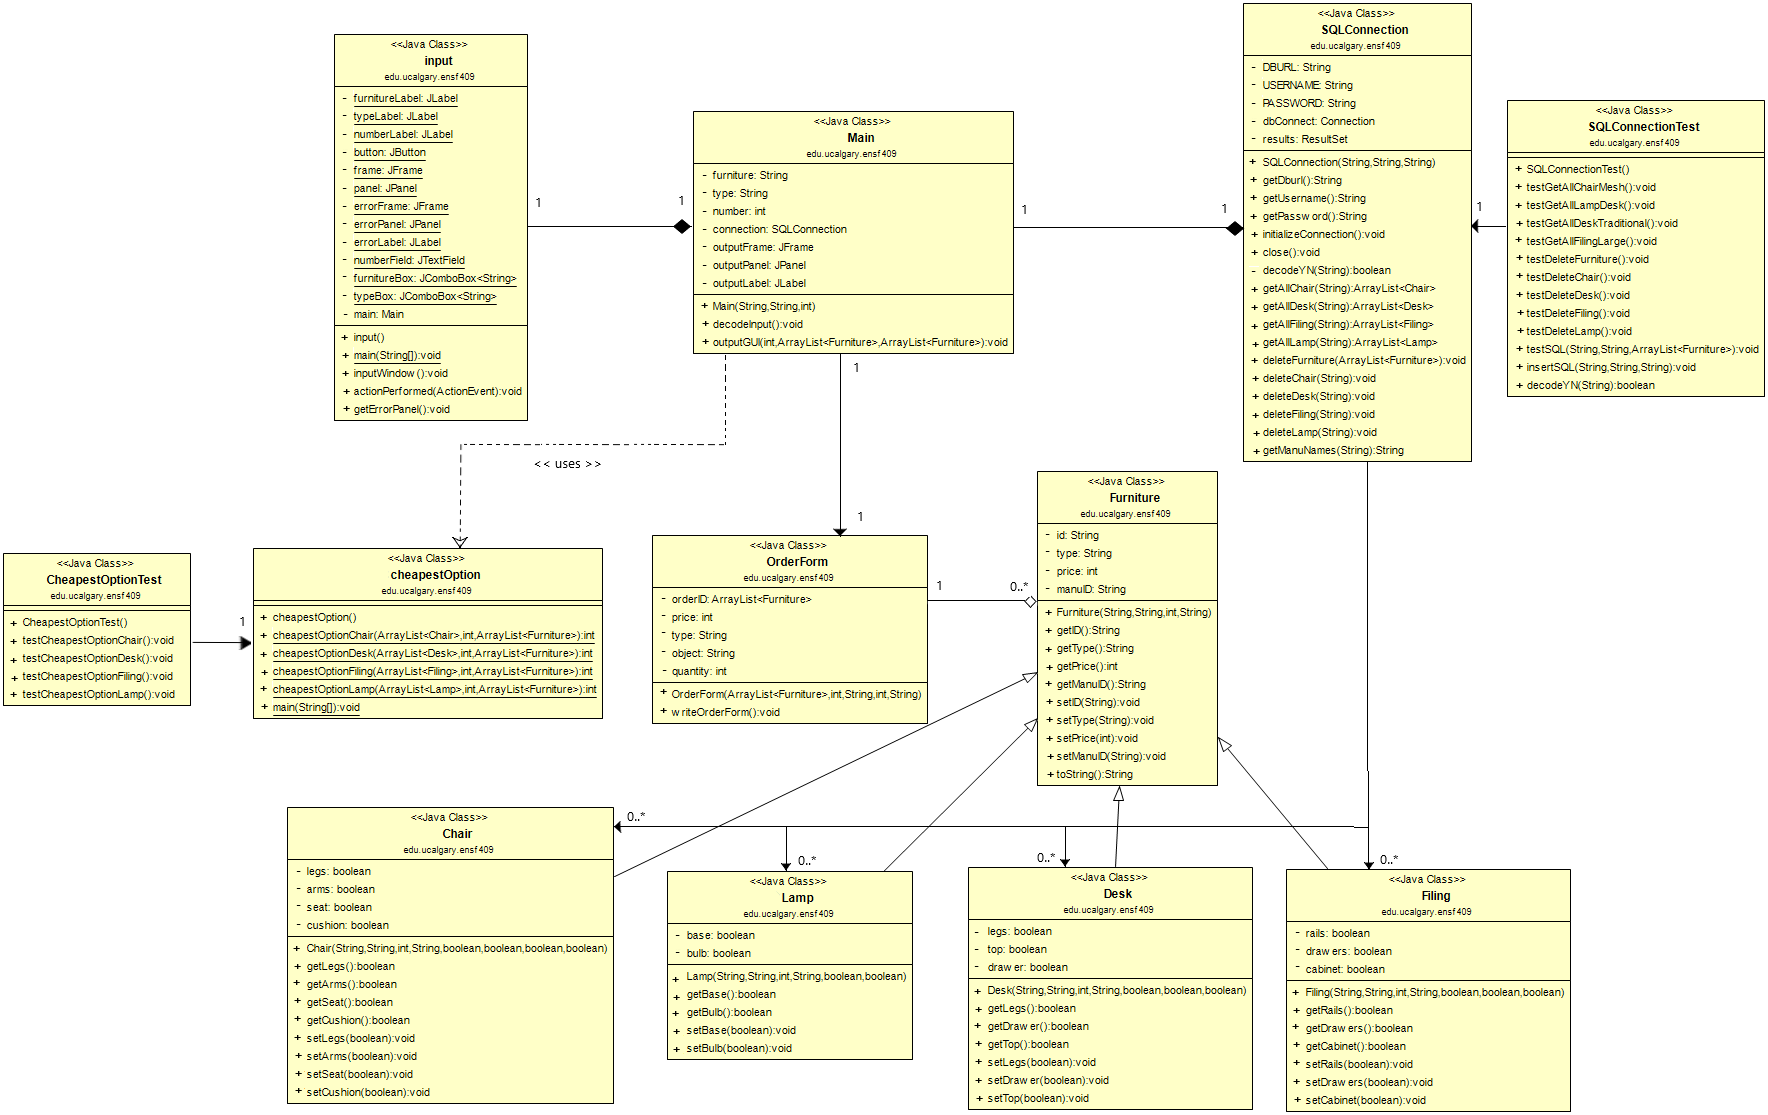 <<Java Class>>
input
edu.ucalgary.ensf409
- furnitureLabel: JLabel
- typeLabel: JLabel
- numberLabel: JLabel
- button: JButton
- frame: JFrame
- panel: JPanel
- errorFrame: JFrame
- errorPanel: JPanel
- errorLabel: JLabel
- numberField: JTextField
- furnitureBox: JComboBox<String>
- typeBox: JComboBox<String>
- main: Main
+ input()
+ main(String[]):void
+ inputWindow():void
+ actionPerformed(ActionEvent):void
+ getErrorPanel():void
1
1
<<Java Class>>
Main
edu.ucalgary.ensf409
- furniture: String
- type: String
- number: int
- connection: SQLConnection
- outputFrame: JFrame
- outputPanel: JPanel
- outputLabel: JLabel
+ Main(String,String,int)
+ decodeInput():void
+ outputGUI(int,ArrayList<Furniture>,ArrayList<Furniture>):void
1
1
<<Java Class>>
SQLConnection
edu.ucalgary.ensf409
- DBURL: String
- USERNAME: String
- PASSWORD: String
- dbConnect: Connection
- results: ResultSet
+ SQLConnection(String,String,String)
+ getDburl():String
+ getUsername():String
+ getPassword():String
+ initializeConnection():void
+ close():void
- decodeYN(String):boolean
+ getAllChair(String):ArrayList<Chair>
+ getAllDesk(String):ArrayList<Desk>
+ getAllFiling(String):ArrayList<Filing>
+ getAllLamp(String):ArrayList<Lamp>
+ deleteFurniture(ArrayList<Furniture>):void
+ deleteChair(String):void
+ deleteDesk(String):void
+ deleteFiling(String):void
+ deleteLamp(String):void
+ getManuNames(String):String
1
<<Java Class>>
SQLConnectionTest
edu.ucalgary.ensf409
+ SQLConnectionTest()
+ testGetAllChairMesh():void
+ testGetAllLampDesk():void
+ testGetAllDeskTraditional():void
+ testGetAllFilingLarge():void
+ testDeleteFurniture():void
+ testDeleteChair():void
+ testDeleteDesk():void
+ testDeleteFiling():void
+ testDeleteLamp():void
+ testSQL(String,String,ArrayList<Furniture>):void
+ insertSQL(String,String,String):void
+ decodeYN(String):boolean
<< uses >>
1
1
<<Java Class>>
CheapestOptionTest
edu.ucalgary.ensf409
+ CheapestOptionTest()
+ testCheapestOptionChair():void
+ testCheapestOptionDesk():void
+ testCheapestOptionFiling():void
+ testCheapestOptionLamp():void
1
<<Java Class>>
cheapestOption
edu.ucalgary.ensf409
+ cheapestOption()
+ cheapestOptionChair(ArrayList<Chair>,int,ArrayList<Furniture>):int
+ cheapestOptionDesk(ArrayList<Desk>,int,ArrayList<Furniture>):int
+ cheapestOptionFiling(ArrayList<Filing>,int,ArrayList<Furniture>):int
+ cheapestOptionLamp(ArrayList<Lamp>,int,ArrayList<Furniture>):int
+ main(String[]):void
<<Java Class>>
OrderForm
edu.ucalgary.ensf409
- orderID: ArrayList<Furniture>
- price: int
- type: String
- object: String
- quantity: int
+ OrderForm(ArrayList<Furniture>,int,String,int,String)
+ writeOrderForm():void
1
0..*
<<Java Class>>
Furniture
edu.ucalgary.ensf409
- id: String
- type: String
- price: int
- manuID: String
+ Furniture(String,String,int,String)
+ getID():String
+ getType():String
+ getPrice():int
+ getManuID():String
+ setID(String):void
+ setType(String):void
+ setPrice(int):void
+ setManuID(String):void
+ toString():String
0..*
0..*
0..*
0..*
<<Java Class>>
Chair
edu.ucalgary.ensf409
- legs: boolean
- arms: boolean
- seat: boolean
- cushion: boolean
+ Chair(String,String,int,String,boolean,boolean,boolean,boolean)
+ getLegs():boolean
+ getArms():boolean
+ getSeat():boolean
+ getCushion():boolean
+ setLegs(boolean):void
+ setArms(boolean):void
+ setSeat(boolean):void
+ setCushion(boolean):void
<<Java Class>>
Lamp
edu.ucalgary.ensf409
- base: boolean
- bulb: boolean
+ Lamp(String,String,int,String,boolean,boolean)
+ getBase():boolean
+ getBulb():boolean
+ setBase(boolean):void
+ setBulb(boolean):void
<<Java Class>>
Desk
edu.ucalgary.ensf409
- legs: boolean
- top: boolean
- drawer: boolean
+ Desk(String,String,int,String,boolean,boolean,boolean)
+ getLegs():boolean
+ getDrawer():boolean
+ getTop():boolean
+ setLegs(boolean):void
+ setDrawer(boolean):void
+ setTop(boolean):void
<<Java Class>>
Filing
edu.ucalgary.ensf409
- rails: boolean
- drawers: boolean
- cabinet: boolean
+ Filing(String,String,int,String,boolean,boolean,boolean)
+ getRails():boolean
+ getDrawers():boolean
+ getCabinet():boolean
+ setRails(boolean):void
+ setDrawers(boolean):void
+ setCabinet(boolean):void